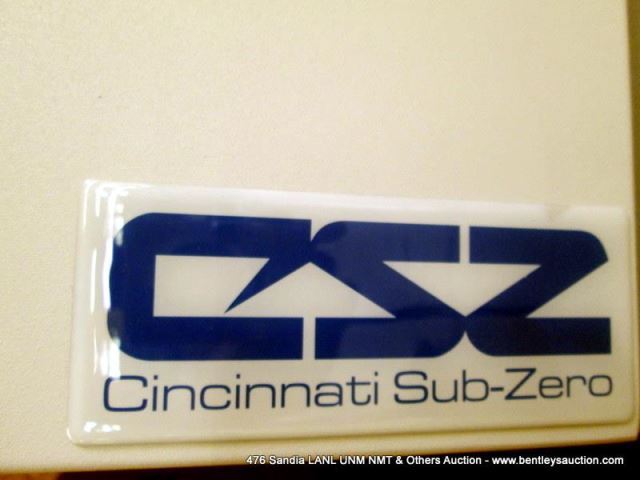 CSZ
Cincinnati Sub-Zero
476 Sandia LANL UNM NMT & Others Auction - www.bentleysauction.com